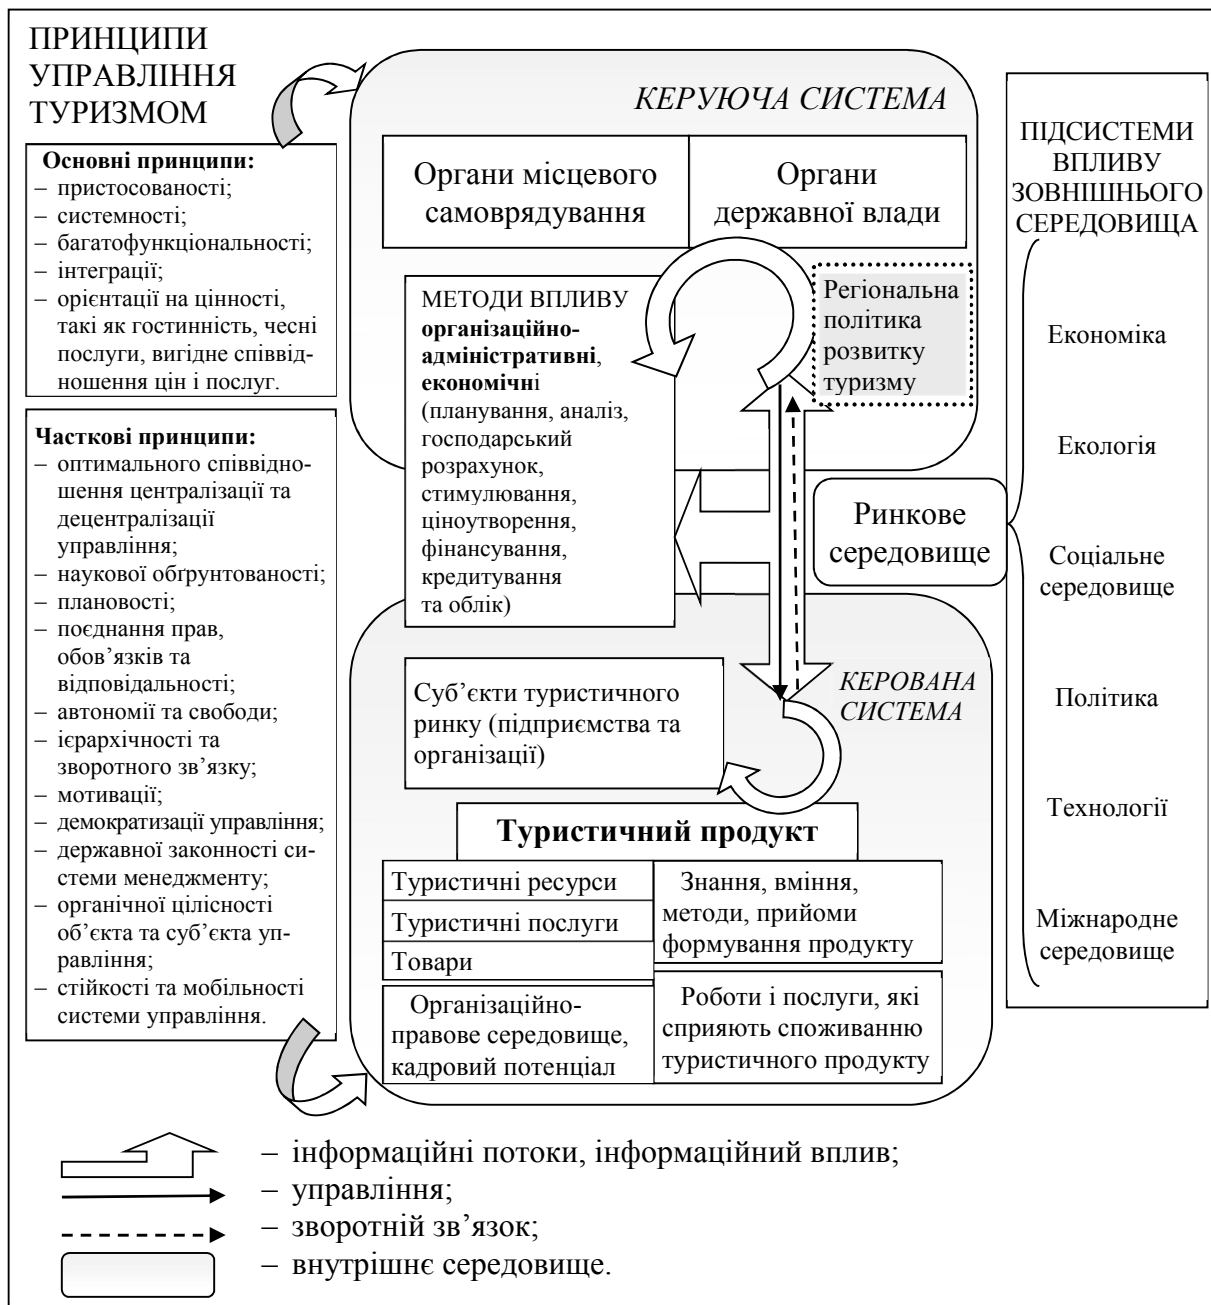 ПРИНЦИПИ
УПРАВЛІННЯ
ТУРИЗМОМ
Основні принципи:
– пристосованості;
– системності;
– багатофункціональності;
– інтеграції;
– орієнтації на цінності,
такі як гостинність, чесні
послуги, вигідне співвід-
ношення цін і послуг.
Часткові принципи:
– оптимального співвідно-
шення централізації та
децентралізації
управління;
– наукової обґрунтованості;
– плановості;
– поєднання прав,
обов’язків та
відповідальності;
– автономії та свободи;
– ієрархічності та
зворотного зв’язку;
– мотивації;
– демократизації управління;
– державної законності си-
стеми менеджменту;
– органічної цілісності
об’єкта та суб’єкта уп-
равління;
– стійкості та мобільності
системи управління.
КЕРУЮЧА СИСТЕМА
Органи місцевого
самоврядування
Органи
державної влади
МЕТОДИ ВПЛИВУ
організаційно-
адміністративні,
економічні
(планування, аналіз,
господарський
розрахунок,
стимулювання,
ціноутворення,
фінансування,
кредитування
та облік)
Регіональна
політика
розвитку
туризму
Ринкове
середовище
КЕРОВАНА
СИСТЕМА
Суб’єкти туристичного
ринку (підприємства та
організації)
Туристичний продукт
Туристичні ресурси
Туристичні послуги
Товари
Організаційно-
правове середовище,
кадровий потенціал
Знання, вміння,
методи, прийоми
формування продукту
Роботи і послуги, які
сприяють споживанню
туристичного продукту
ПІДСИСТЕМИ
ВПЛИВУ
ЗОВНІШНЬОГО
СЕРЕДОВИЩА
Економіка
Екологія
Соціальне
середовище
Політика
Технології
Міжнародне
середовище
– інформаційні потоки, інформаційний вплив;
– управління;
– зворотній зв’язок;
– внутрішнє середовище.